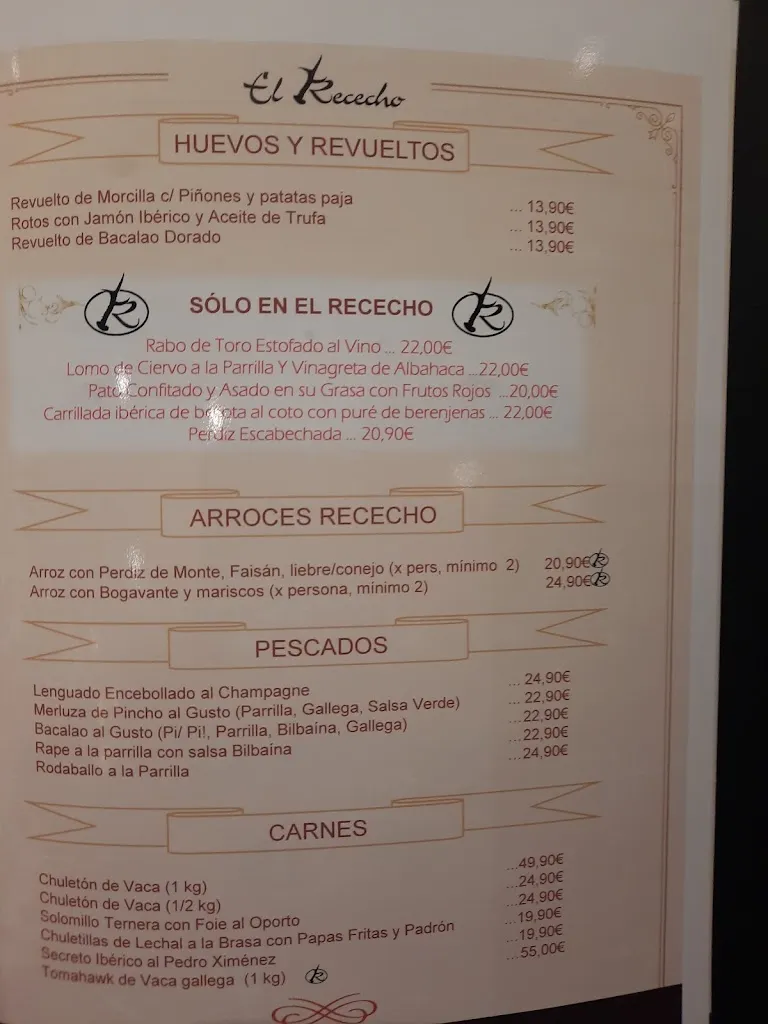 El Rececho
HUEVOS Y REVUELTOS
Revuelto de Morcilla c/ Piñones y patatas paja ... 13,90€
Rotos con Jamón Ibérico y Aceite de Trufa ... 13,90€
Revuelto de Bacalao Dorado ... 13,90€
R SÓLO EN EL RECECHO R
Rabo de Toro Estofado al Vino ... 22,00€
Lomo de Ciervo a la Parrilla Y Vinagreta de Albahaca ...22,00€
Pato Confitado y Asado en su Grasa con Frutos Rojos ...20,00€
Carrillada ibérica de bellota al coto con puré de berenjenas ... 22,00€
Perdiz Escabechada ... 20,90€
ARROCES RECECHO
Arroz con Perdiz de Monte, Faisán, liebre/conejo (x pers, mínimo 2) 20,90€ R
Arroz con Bogavante y mariscos (x persona, mínimo 2) 24,90€ R
PESCADOS
Lenguado Encebollado al Champagne ... 24,90€
Merluza de Pincho al Gusto (Parrilla, Gallega, Salsa Verde) ... 22,90€
Bacalao al Gusto (Pi/ Pi!, Parrilla, Bilbaína, Gallega) ...22,90€
Rape a la parrilla con salsa Bilbaína ...22,90€
Rodaballo a la Parrilla ...24,90€
CARNES
Chuletón de Vaca (1 kg) ...49,90€
Chuletón de Vaca (1/2 kg) ...24,90€
Solomillo Ternera con Foie al Oporto ...24,90€
Chuletillas de Lechal a la Brasa con Papas Fritas y Padrón ...19,90€
Secreto Ibérico al Pedro Ximénez ...19,90€
Tomahawk de Vaca gallega (1 kg) R ...55,00€